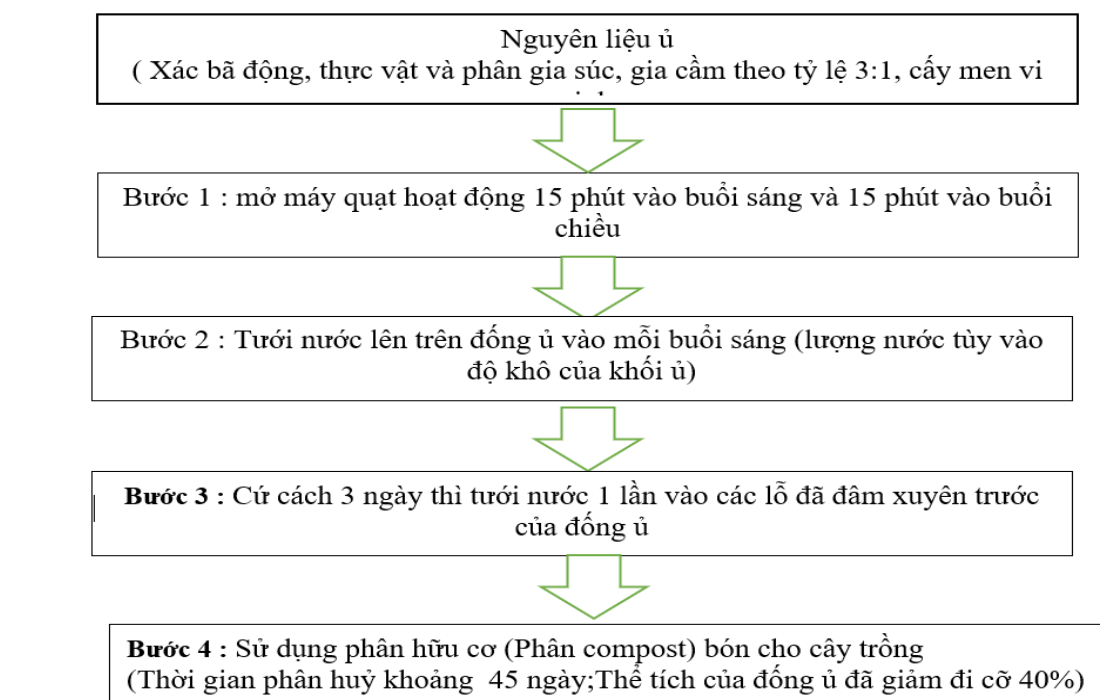 Nguyên liệu ủ
( Xác bã động, thực vật và phân gia súc, gia cầm theo tỷ lệ 3:1, cấy men vi
Bước 1 : mở máy quạt hoạt động 15 phút vào buổi sáng và 15 phút vào buổi
chiều
Bước 2 : Tưới nước lên trên đống ủ vào mỗi buổi sáng (lượng nước tùy vào
độ khô của khối ủ)
Bước 3 : Cứ cách 3 ngày thì tưới nước 1 lần vào các lỗ đã đâm xuyên trước
của đống ủ
Bước 4 : Sử dụng phân hữu cơ (Phân compost) bón cho cây trồng
(Thời gian phân huỷ khoảng 45 ngày;Thể tích của đống ủ đã giảm đi cỡ 40%)